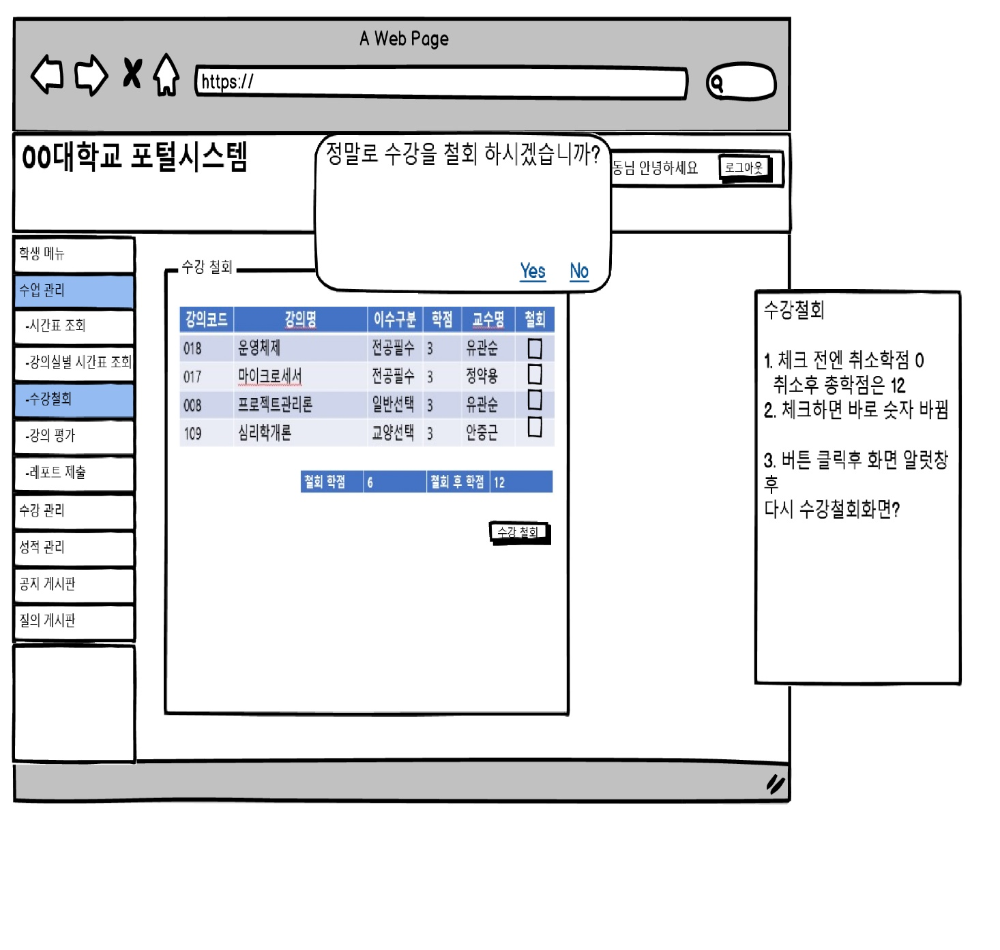 A Web Page
https://
00대학교 포털시스템
정말로 수강을 철회 하시겠습니까?
Yes No
동님 안녕하세요
로그아웃
학생 메뉴
수업 관리
-시간표 조회
-강의실별 시간표 조회
-수강철회
-강의 평가
-레포트 제출
수강 관리
성적 관리
공지 게시판
질의 게시판
수강 철회
강의코드 강의명 이수구분 학점 교수명 철회
018 운영체제 전공필수 3 유관순
017 마이크로세서 전공필수 3 정약용
008 프로젝트관리론 일반선택 3 유관순
109 심리학개론 교양선택 3 안중근
철회 학점 6 철회 후 학점 12
수강 철회
수강철회
1. 체크 전엔 취소학점 0
취소후 총학점은 12
2. 체크하면 바로 숫자 바뀜
3. 버튼 클릭후 화면 알럿창
후
다시 수강철회화면?